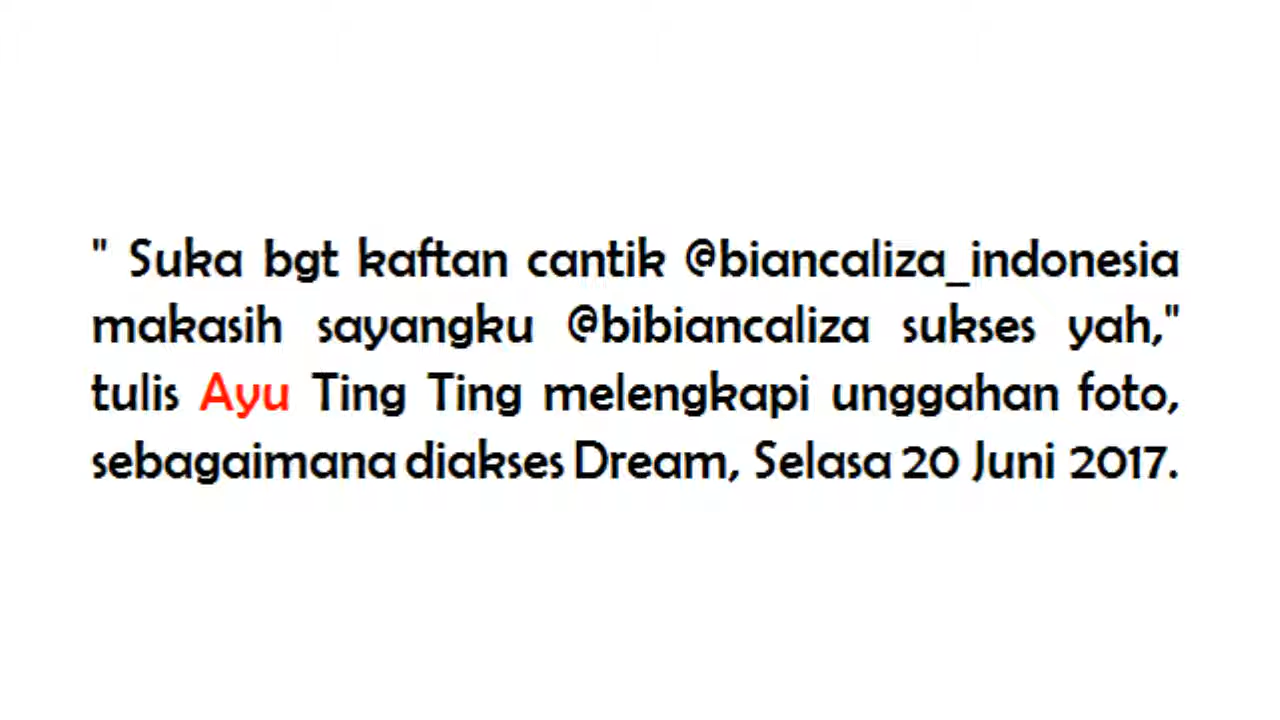 " Suka bgt kaftan cantik @biancaliza_indonesia
makasih sayangku @bibiancaliza sukses yah,"
tulis Ayu Ting Ting melengkapi unggahan foto,
sebagaimana diakses Dream, Selasa 20 Juni 2017.